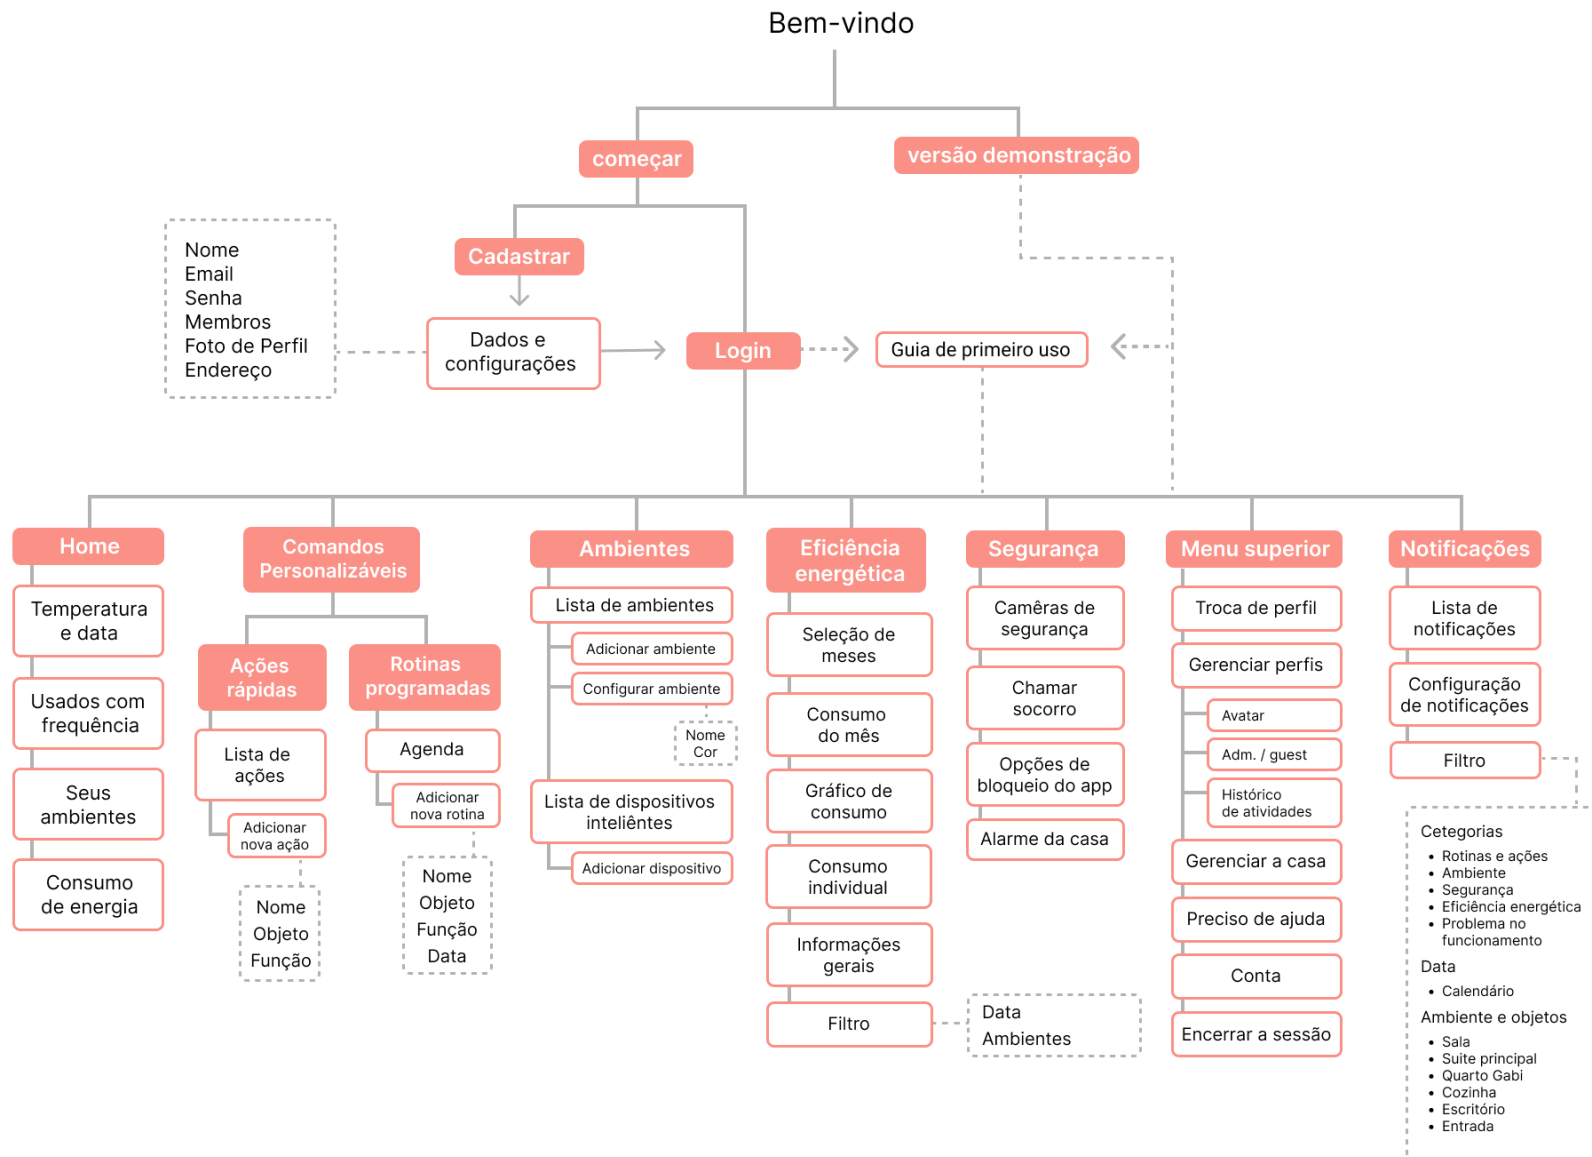 Bem-vindo
começar
versão demonstração
Cadastrar
Nome
Email
Senha
Membros
Foto de Perfil
Endereço
Dados e
configurações
Login
Guia de primeiro uso
Home
Temperatura
e data
Usados com
frequência
Seus
ambientes
Consumo
de energia
Comandos
Personalizáveis
Ações
rápidas
Lista de
ações
Adicionar
nova ação
Nome
Objeto
Função
Rotinas
programadas
Agenda
Adicionar
nova rotina
Nome
Objeto
Função
Data
Ambientes
Lista de ambientes
Adicionar ambiente
Configurar ambiente
Nome
Cor
Lista de dispositivos
inteliêntes
Adicionar dispositivo
Eficiência
energética
Seleção de
meses
Consumo
do mês
Gráfico de
consumo
Consumo
individual
Informações
gerais
Filtro
Data
Ambientes
Segurança
Camêras de
segurança
Chamar
socorro
Opções de
bloqueio do app
Alarme da casa
Menu superior
Troca de perfil
Gerenciar perfis
Avatar
Adm. / guest
Histórico
de atividades
Gerenciar a casa
Preciso de ajuda
Conta
Encerrar a sessão
Notificações
Lista de
notificações
Configuração
de notificações
Filtro
Cetegorias
• Rotinas e ações
• Ambiente
• Segurança
• Eficiência energética
• Problema no
funcionamento
Data
• Calendário
Ambiente e objetos
• Sala
• Suite principal
• Quarto Gabi
• Cozinha
• Escritório
• Entrada